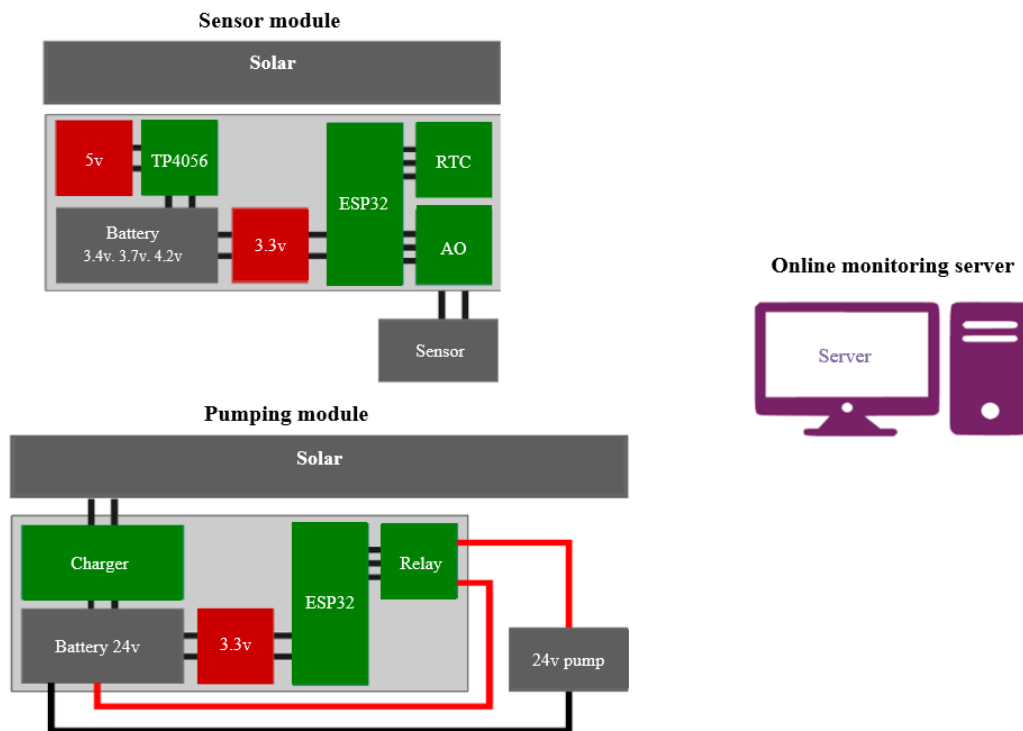 Sensor module
Solar
5v
TP4056
RTC
ESP32
Battery
3.4v. 3.7v. 4.2v
3.3v
AO
Sensor
Online monitoring server
Server
Pumping module
Solar
Charger
ESP32
Relay
Battery 24v
3.3v
24v pump